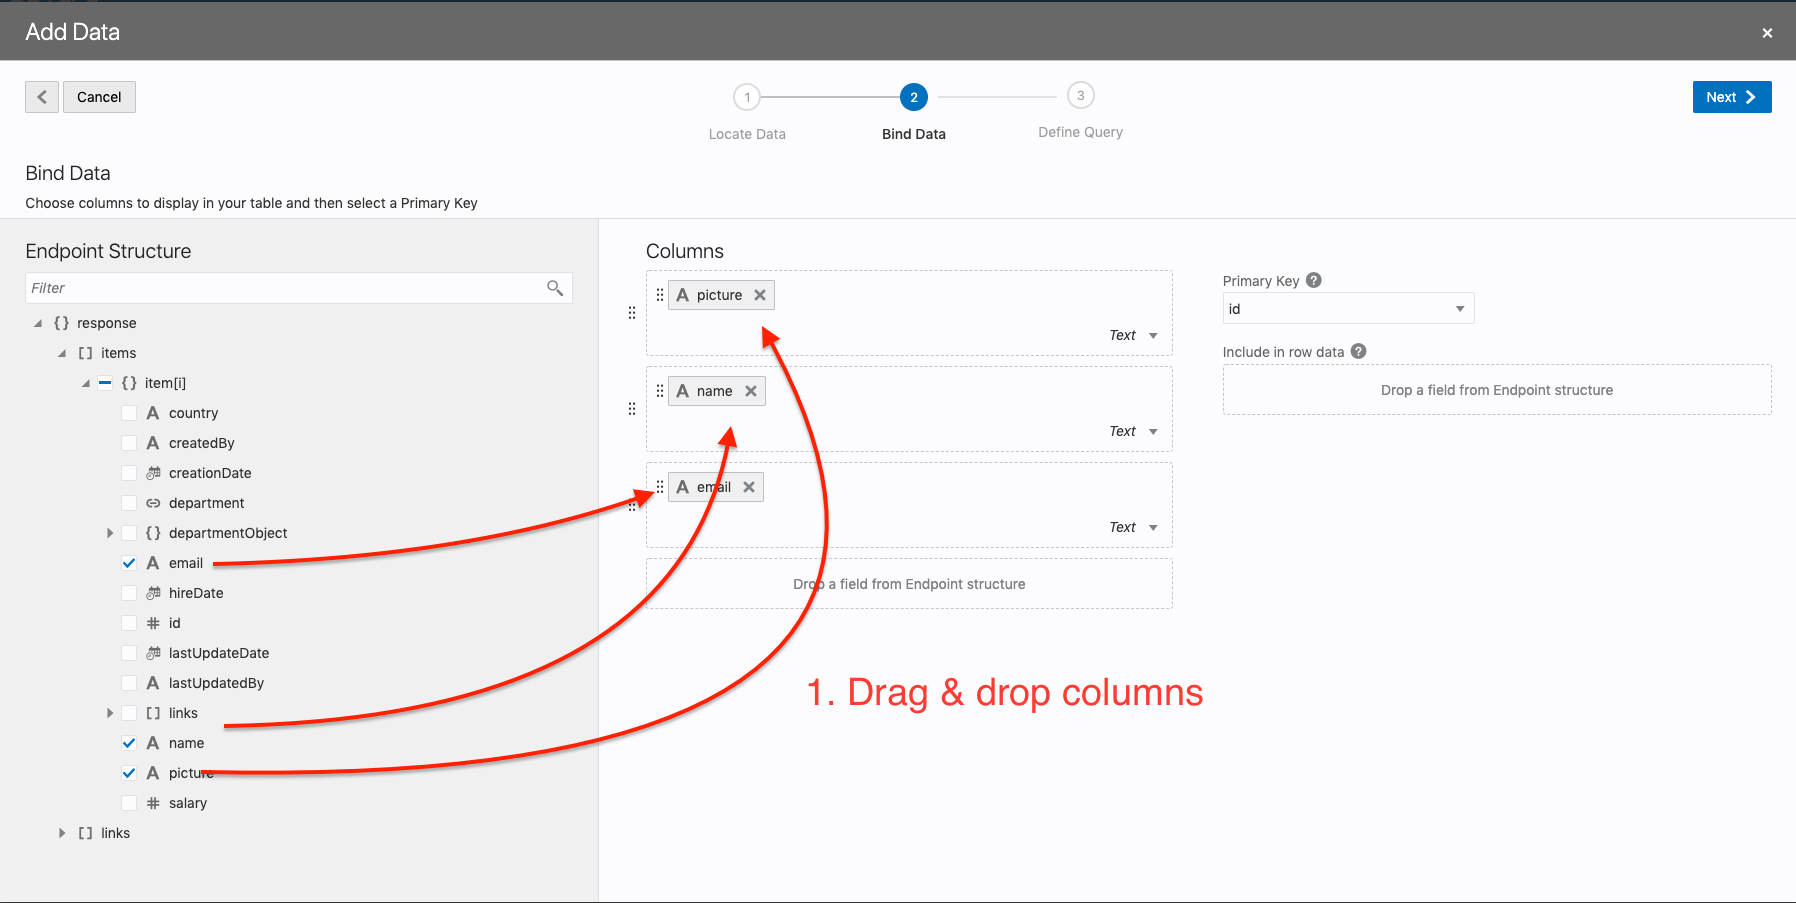 Add Data
Cancel
1
2
3
Next
Locate Data
Bind Data
Define Query
Bind Data
Choose columns to display in your table and then select a Primary Key
Endpoint Structure
Filter
{} response
[] items
{} item[i]
A country
A createdBy
creationDate
department
{} departmentObject
A email
hireDate
# id
lastUpdateDate
A lastUpdatedBy
[] links
A name
A picture
# salary
[] links
Columns
A picture
Text
A name
Text
A email
Text
Drop a field from Endpoint structure
Primary Key ?
id
Include in row data ?
Drop a field from Endpoint structure
1. Drag & drop columns